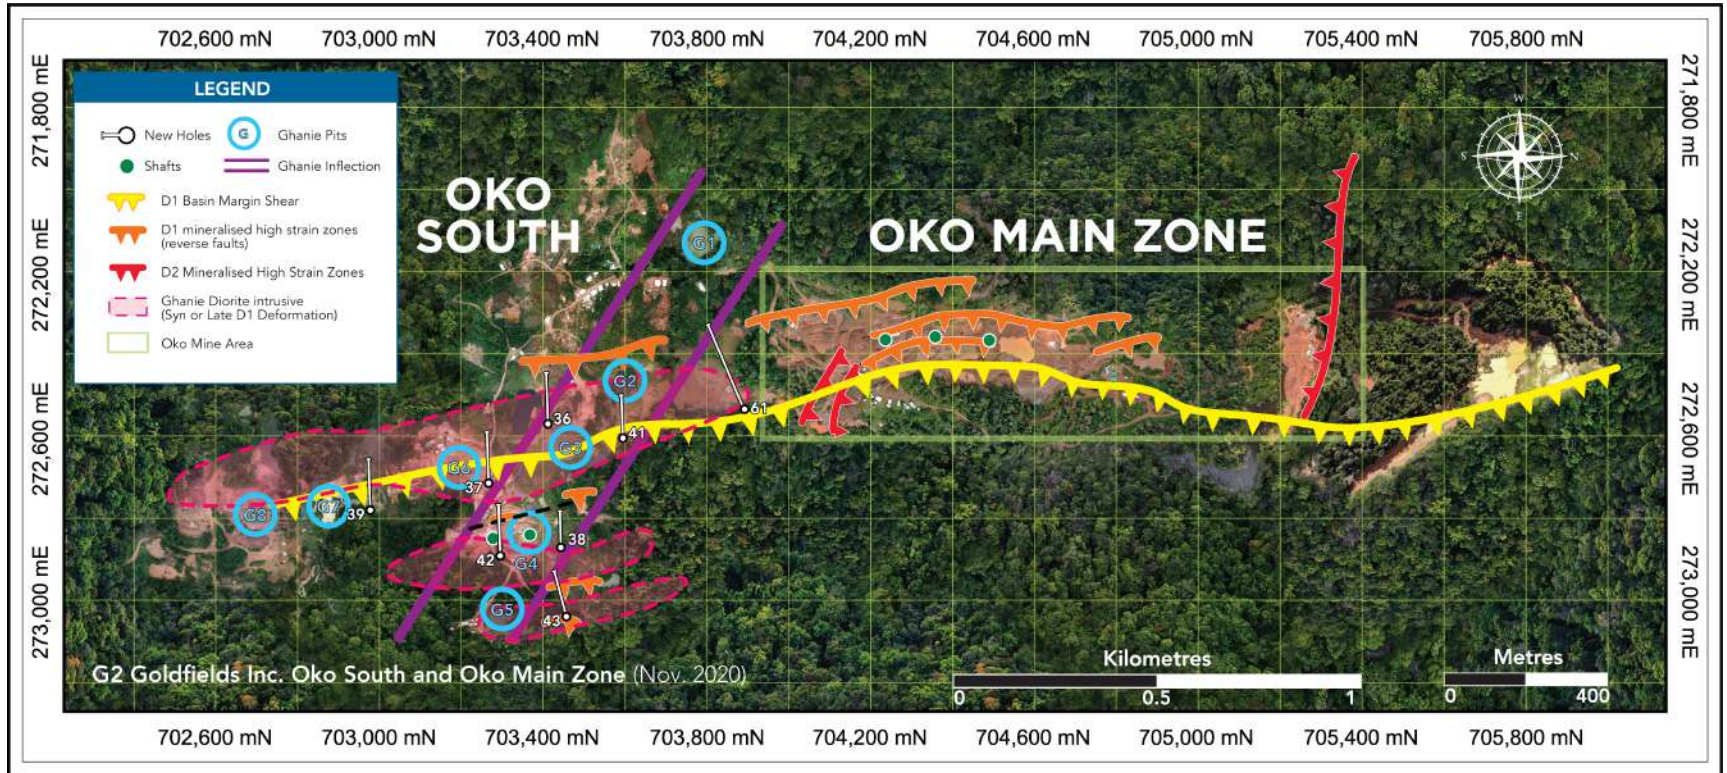 702,600 mN 703,000 mN 703,400 mN 703,800 mN 704,200 mN 704,600 mN 705,000 mN 705,400 mN 705,800 mN
271,800 mE
272,200 mE
272,600 mE
273,000 mE
LEGEND
New Holes
G
Ghanie Pits
Shafts
Ghanie Inflection
D1 Basin Margin Shear
D1 mineralised high strain zones
(reverse faults)
D2 Mineralised High Strain Zones
Ghanie Diorite intrusive
(Syn or Late D1 Deformation)
Oko Mine Area
OKO
SOUTH
OKO MAIN ZONE
W
S
N
E
G1
G2
G3
G6
G7
G8
G4
G5
36
41
61
37
39
42
38
43
G2 Goldfields Inc. Oko South and Oko Main Zone (Nov. 2020)
Kilometres
0 0.5 1
Metres
0 400
271,800 mE
272,200 mE
272,600 mE
273,000 mE
702,600 mN 703,000 mN 703,400 mN 703,800 mN 704,200 mN 704,600 mN 705,000 mN 705,400 mN 705,800 mN